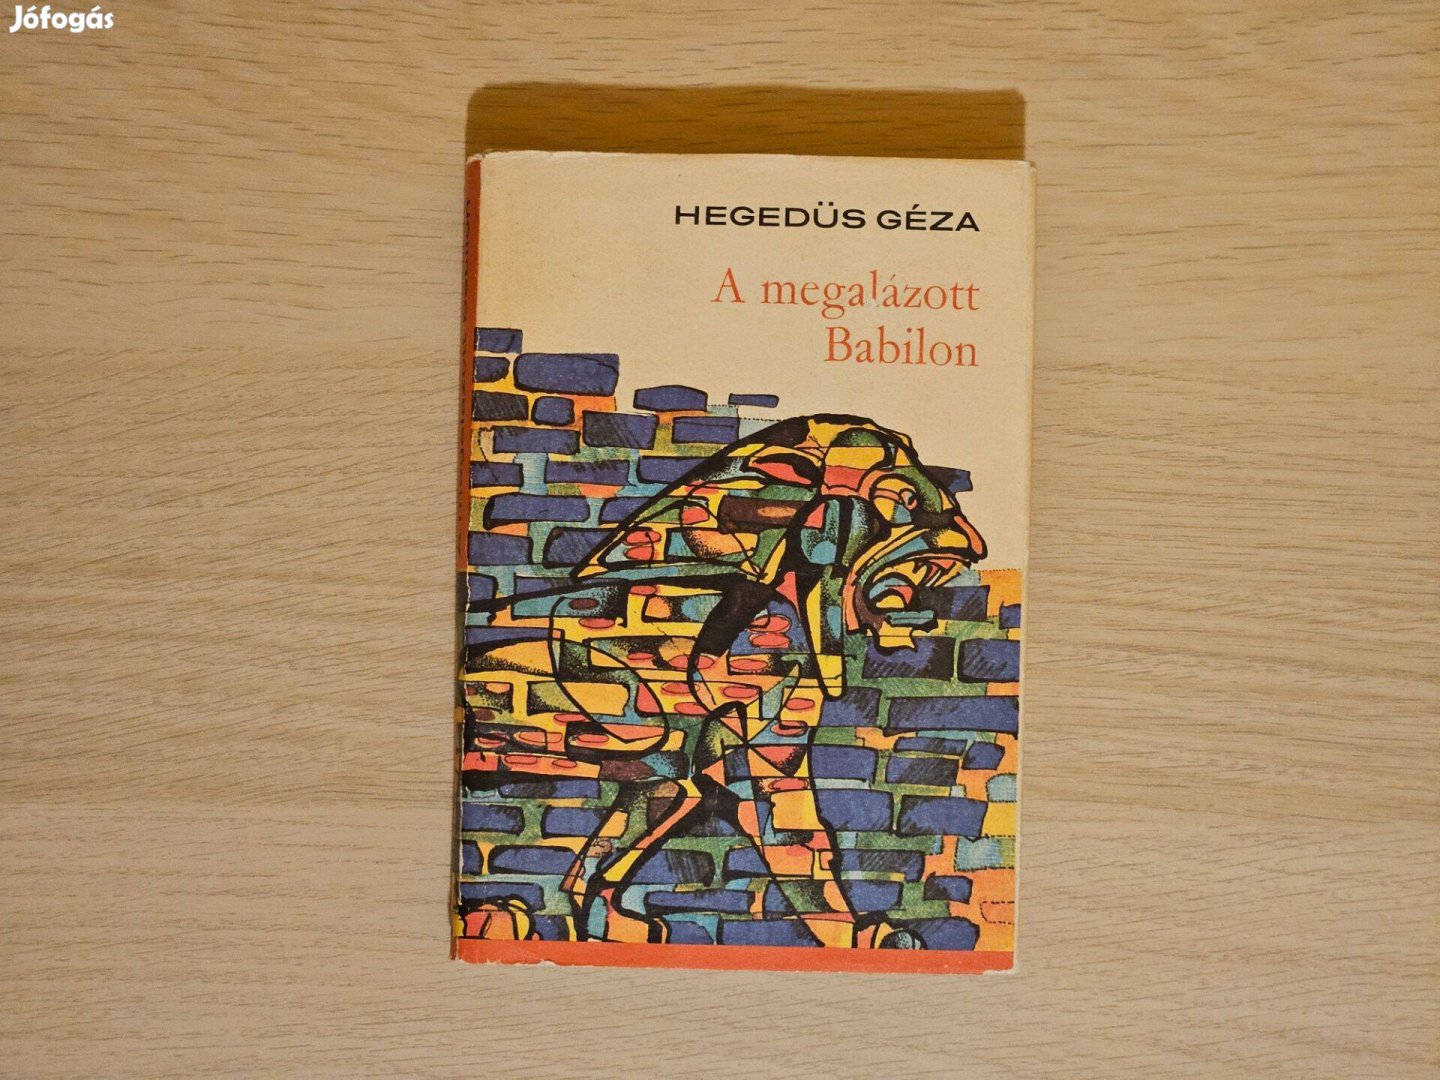 Jófogás
HEGEDÜS GÉZA
A megalázott
Babilon